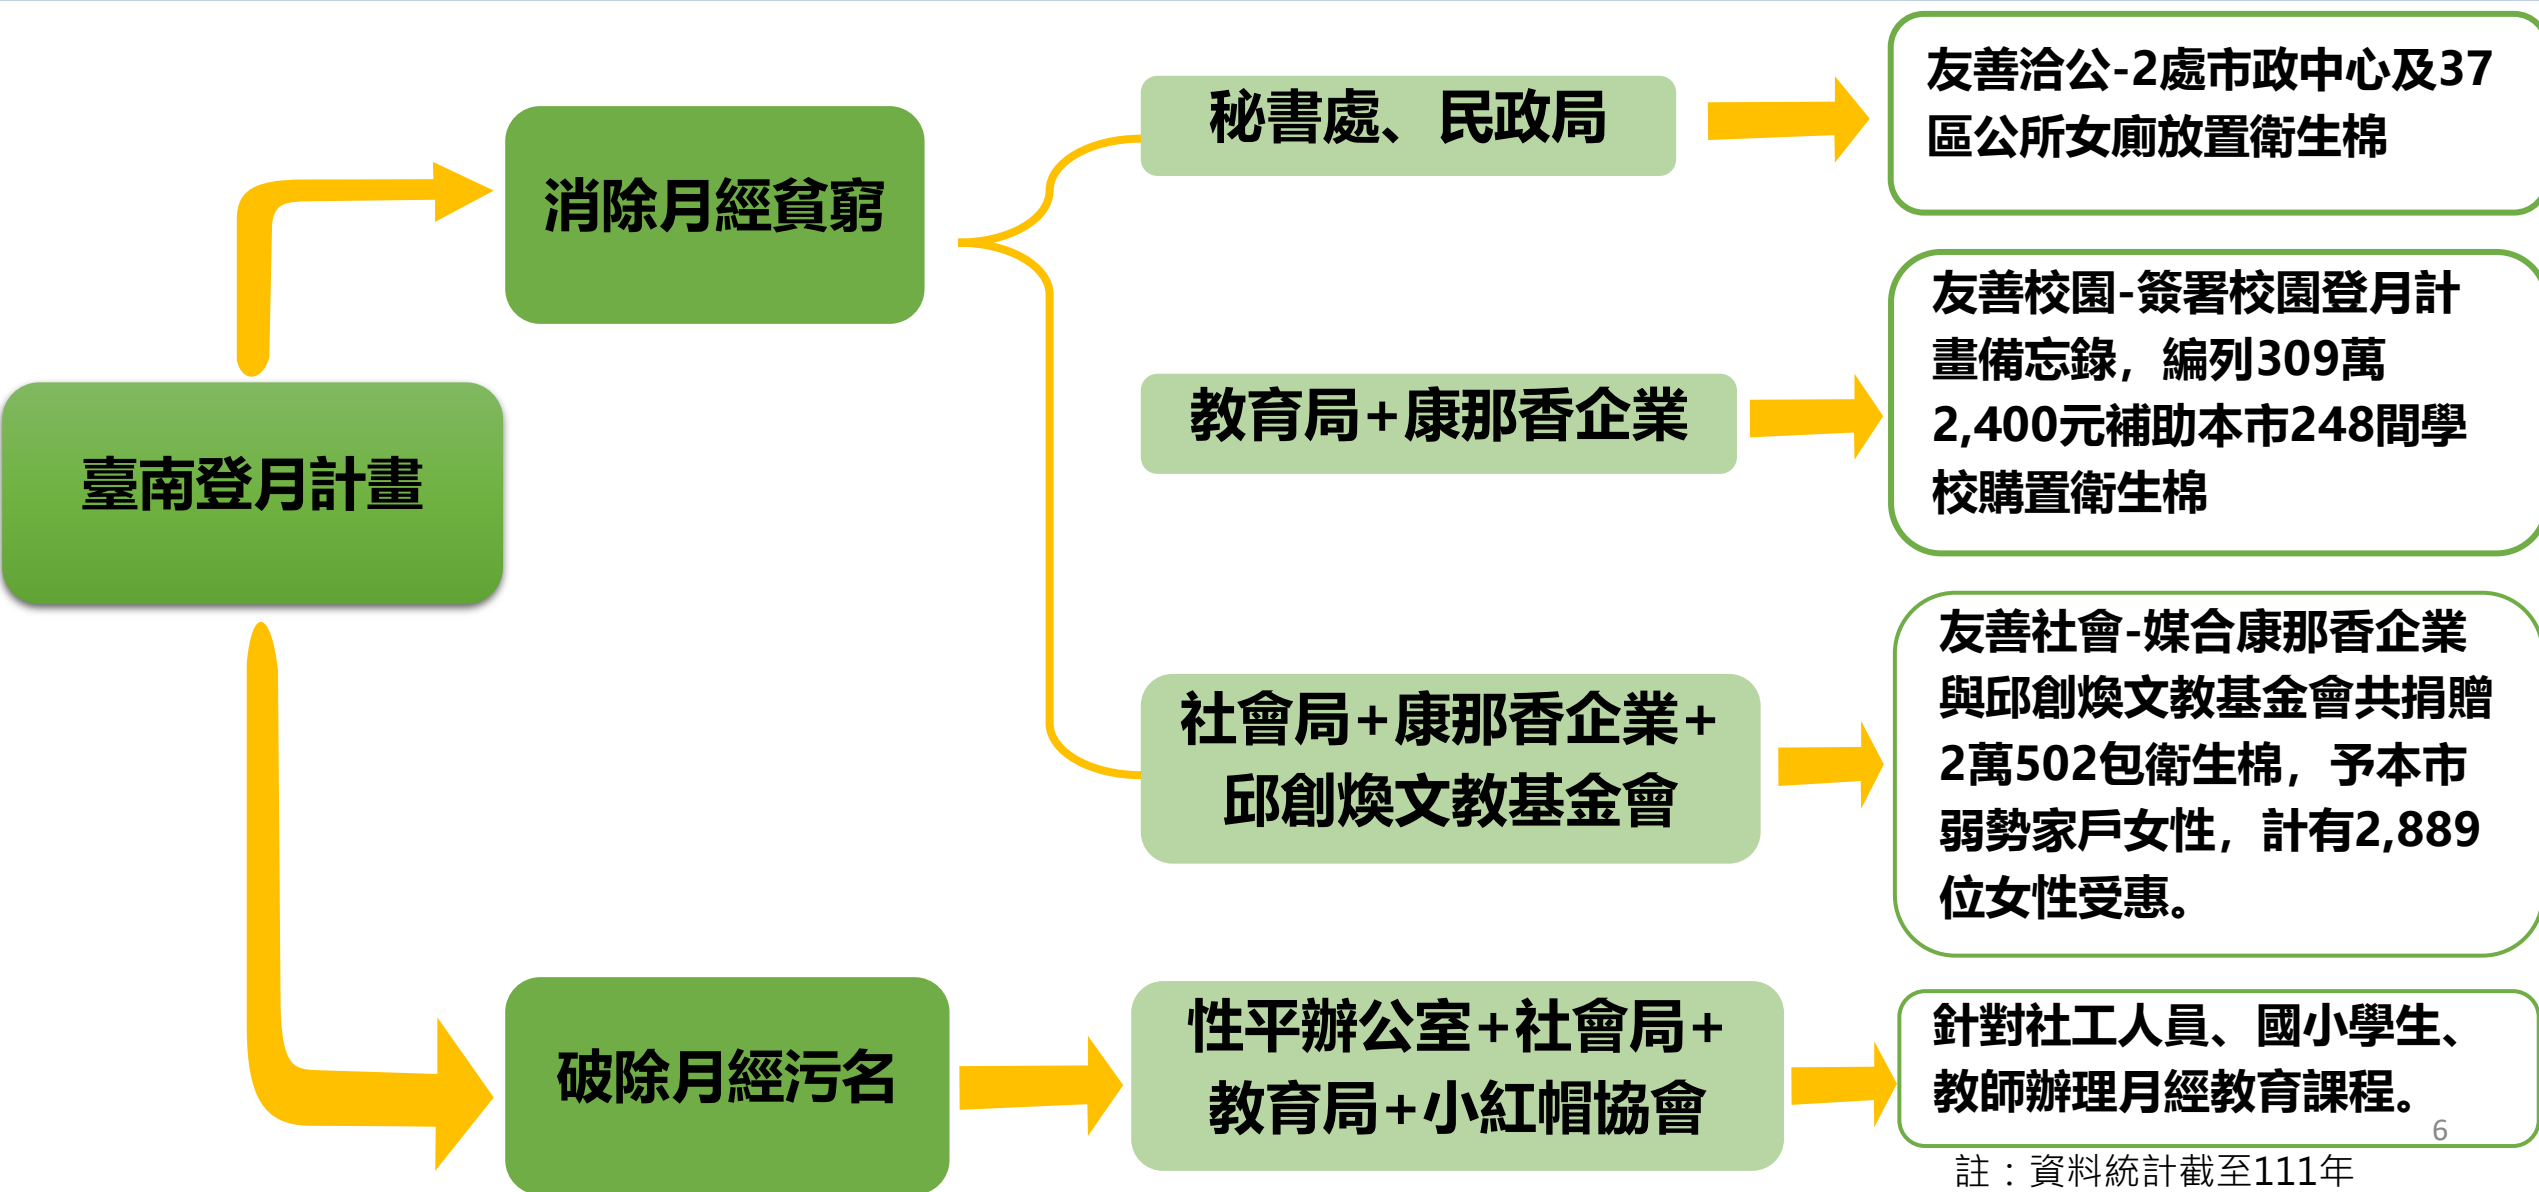 臺南登月計畫
消除月經貧窮
秘書處、民政局
友善洽公-2處市政中心及37
區公所女廁放置衛生棉
教育局+康那香企業
友善校園-簽署校園登月計
畫備忘錄，編列309萬
2,400元補助本市248間學
校購置衛生棉
社會局+康那香企業+
邱創煥文教基金會
友善社會-媒合康那香企業
與邱創煥文教基金會共捐贈
2萬502包衛生棉，予本市
弱勢家戶女性，計有2,889
位女性受惠。
破除月經污名
性平辦公室+社會局+
教育局+小紅帽協會
針對社工人員、國小學生、
教師辦理月經教育課程。
6
註：資料統計截至111年